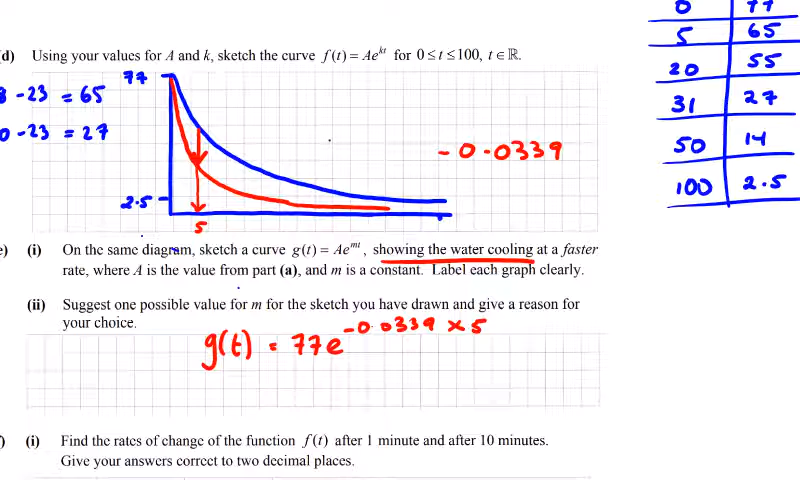 0 77
(d) Using your values for A and k, sketch the curve f(t) = Ae^{kt} for 0 ≤ t ≤ 100, t ∈ ℝ.
5 65
77
20 55
8 -23 = 65
31 27
0 -23 = 27
- 0.0339
50 14
100 2.5
2.5
5
(i) On the same diagram, sketch a curve g(t) = Ae^{mt}, showing the water cooling at a faster
rate, where A is the value from part (a), and m is a constant. Label each graph clearly.
(ii) Suggest one possible value for m for the sketch you have drawn and give a reason for
your choice.
g(t) = 77e^{-0.0339 × 5}
(i) Find the rates of change of the function f(t) after 1 minute and after 10 minutes.
Give your answers correct to two decimal places.